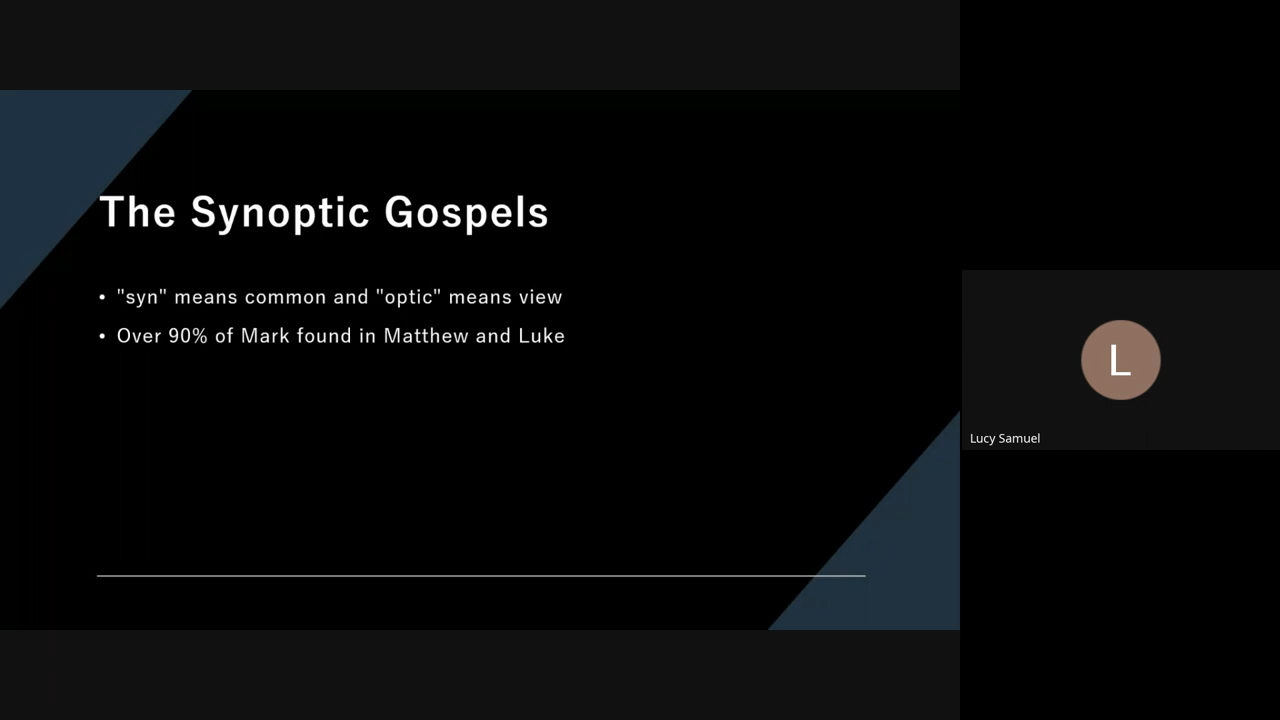 The Synoptic Gospels
• "syn" means common and "optic" means view
• Over 90% of Mark found in Matthew and Luke
L
Lucy Samuel